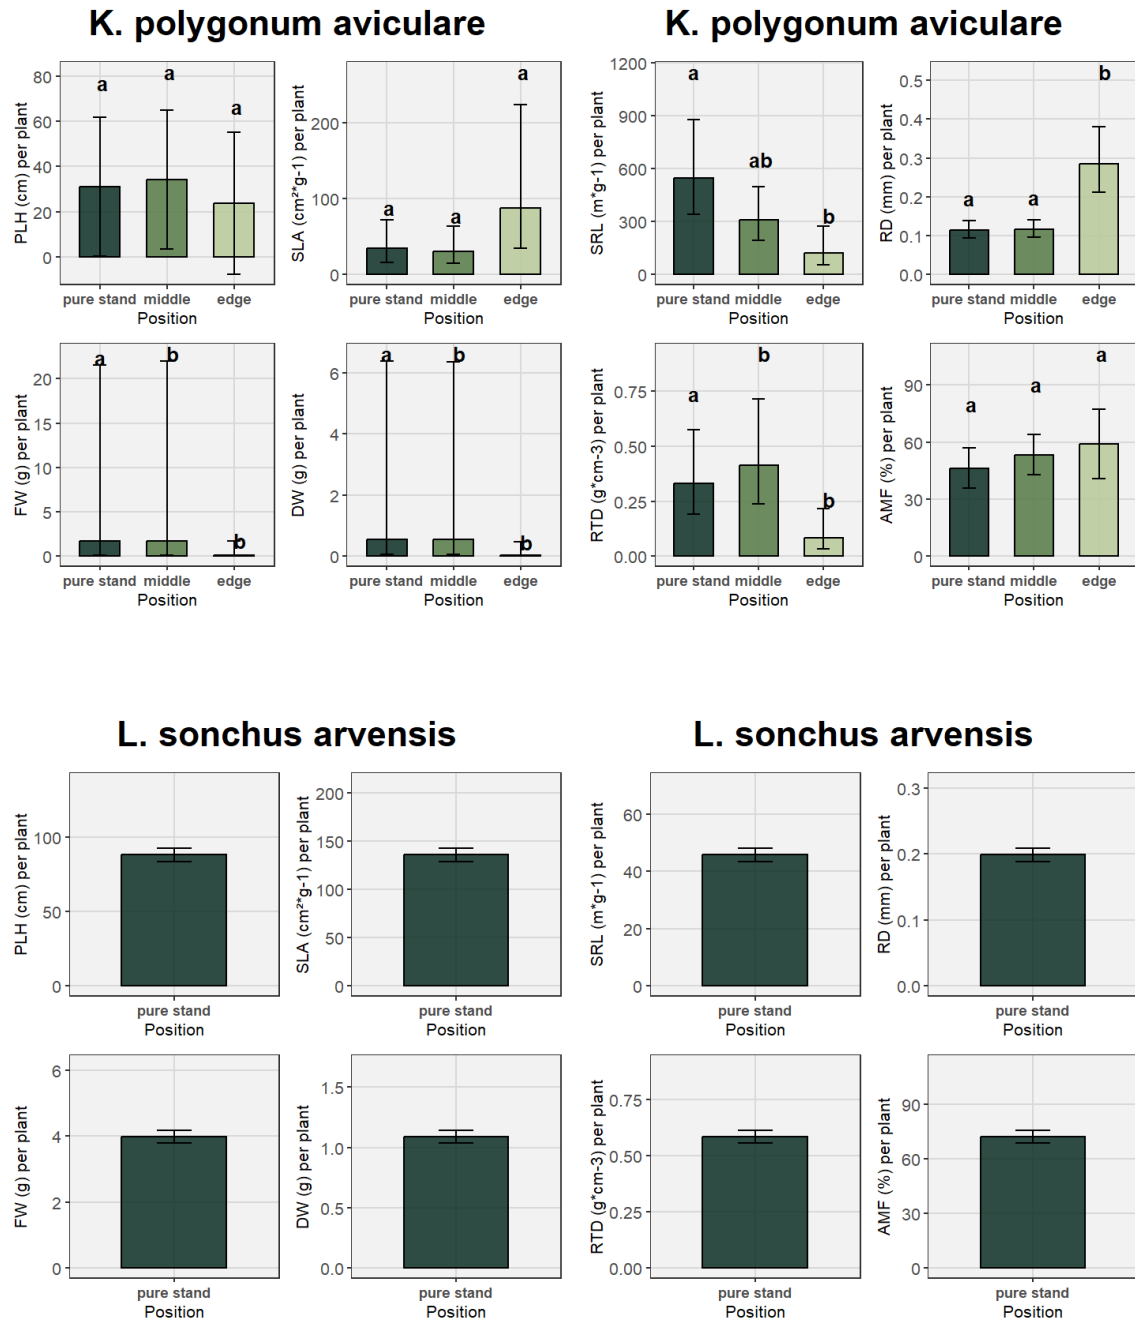 K. polygonum aviculare
K. polygonum aviculare
PLH (cm) per plant
80
60
40
20
0
a
a
a
pure stand
middle
edge
Position
SLA (cm²*g-1) per plant
200
100
0
a
a
a
pure stand
middle
edge
Position
SRL (m*g-1) per plant
1200
900
600
300
0
a
ab
b
pure stand
middle
edge
Position
RD (mm) per plant
0.5
0.4
0.3
0.2
0.1
0.0
a
a
b
pure stand
middle
edge
Position
FW (g) per plant
20
15
10
5
0
a
b
b
pure stand
middle
edge
Position
DW (g) per plant
6
4
2
0
a
b
b
pure stand
middle
edge
Position
RTD (g*cm-3) per plant
0.75
0.50
0.25
0.00
a
b
b
pure stand
middle
edge
Position
AMF (%) per plant
90
60
30
0
a
a
a
pure stand
middle
edge
Position
L. sonchus arvensis
L. sonchus arvensis
PLH (cm) per plant
100
50
0
pure stand
Position
SLA (cm²*g-1) per plant
200
150
100
50
0
pure stand
Position
SRL (m*g-1) per plant
60
40
20
0
pure stand
Position
RD (mm) per plant
0.3
0.2
0.1
0.0
pure stand
Position
FW (g) per plant
6
4
2
0
pure stand
Position
DW (g) per plant
1.5
1.0
0.5
0.0
pure stand
Position
RTD (g*cm-3) per plant
0.75
0.50
0.25
0.00
pure stand
Position
AMF (%) per plant
90
60
30
0
pure stand
Position